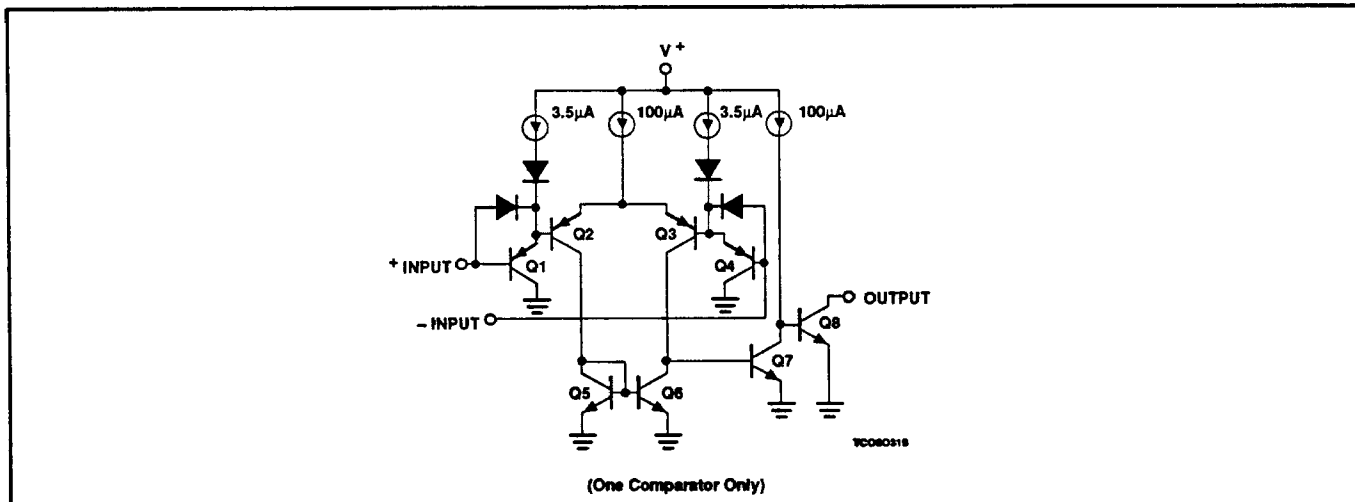 V+
3.5μA
100μA
3.5μA
100μA
Q2
Q3
+ INPUT
Q1
Q4
OUTPUT
– INPUT
Q8
Q7
Q5
Q6
(One Comparator Only)